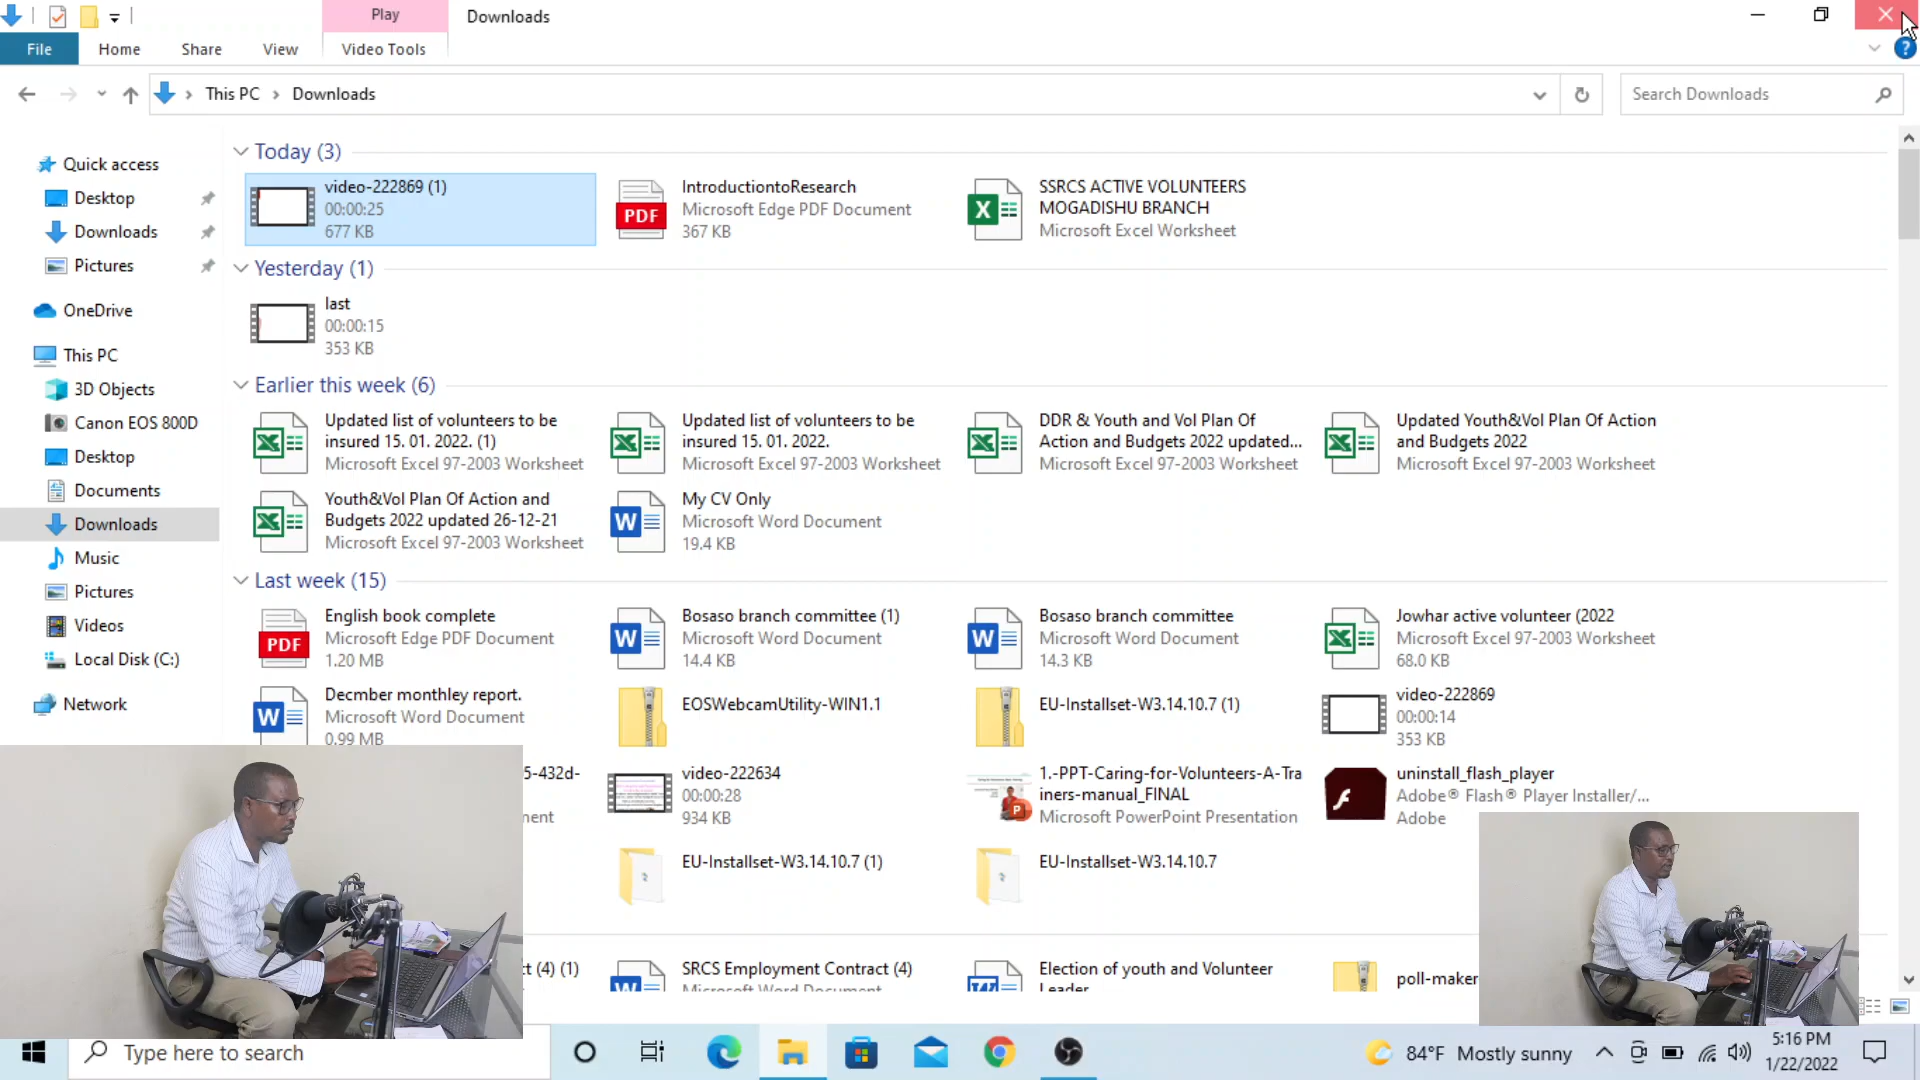 Play
Downloads
File
Home
Share
View
Video Tools
?
This PC
Downloads
Search Downloads
Quick access
Desktop
Downloads
Pictures
OneDrive
This PC
3D Objects
Canon EOS 800D
Desktop
Documents
Downloads
Music
Pictures
Videos
Local Disk (C:)
Network
Today (3)
video-222869 (1)
00:00:25
677 KB
PDF
IntroductiontoResearch
Microsoft Edge PDF Document
367 KB
SSRCS ACTIVE VOLUNTEERS
MOGADISHU BRANCH
Microsoft Excel Worksheet
Yesterday (1)
last
00:00:15
353 KB
Earlier this week (6)
Updated list of volunteers to be
insured 15. 01. 2022. (1)
Microsoft Excel 97-2003 Worksheet
Updated list of volunteers to be
insured 15. 01. 2022.
Microsoft Excel 97-2003 Worksheet
DDR & Youth and Vol Plan Of
Action and Budgets 2022 updated...
Microsoft Excel 97-2003 Worksheet
Updated Youth&Vol Plan Of Action
and Budgets 2022
Microsoft Excel 97-2003 Worksheet
Youth&Vol Plan Of Action and
Budgets 2022 updated 26-12-21
Microsoft Excel 97-2003 Worksheet
My CV Only
Microsoft Word Document
19.4 KB
Last week (15)
PDF
English book complete
Microsoft Edge PDF Document
1.20 MB
Bosaso branch committee (1)
Microsoft Word Document
14.4 KB
Bosaso branch committee
Microsoft Word Document
14.3 KB
Jowhar active volunteer (2022
Microsoft Excel 97-2003 Worksheet
68.0 KB
Decmber monthley report.
Microsoft Word Document
0.99 MB
EOSWebcamUtility-WIN1.1
EU-Installset-W3.14.10.7 (1)
video-222869
00:00:14
353 KB
5-432d-
ent
video-222634
00:00:28
934 KB
1.-PPT-Caring-for-Volunteers-A-Tra
iners-manual_FINAL
Microsoft PowerPoint Presentation
uninstall_flash_player
Adobe® Flash® Player Installer/...
Adobe
EU-Installset-W3.14.10.7 (1)
EU-Installset-W3.14.10.7
t (4) (1)
SRCS Employment Contract (4)
Microsoft Word Document
Election of youth and Volunteer
Leader
poll-maker
Type here to search
84°F Mostly sunny
5:16 PM
1/22/2022